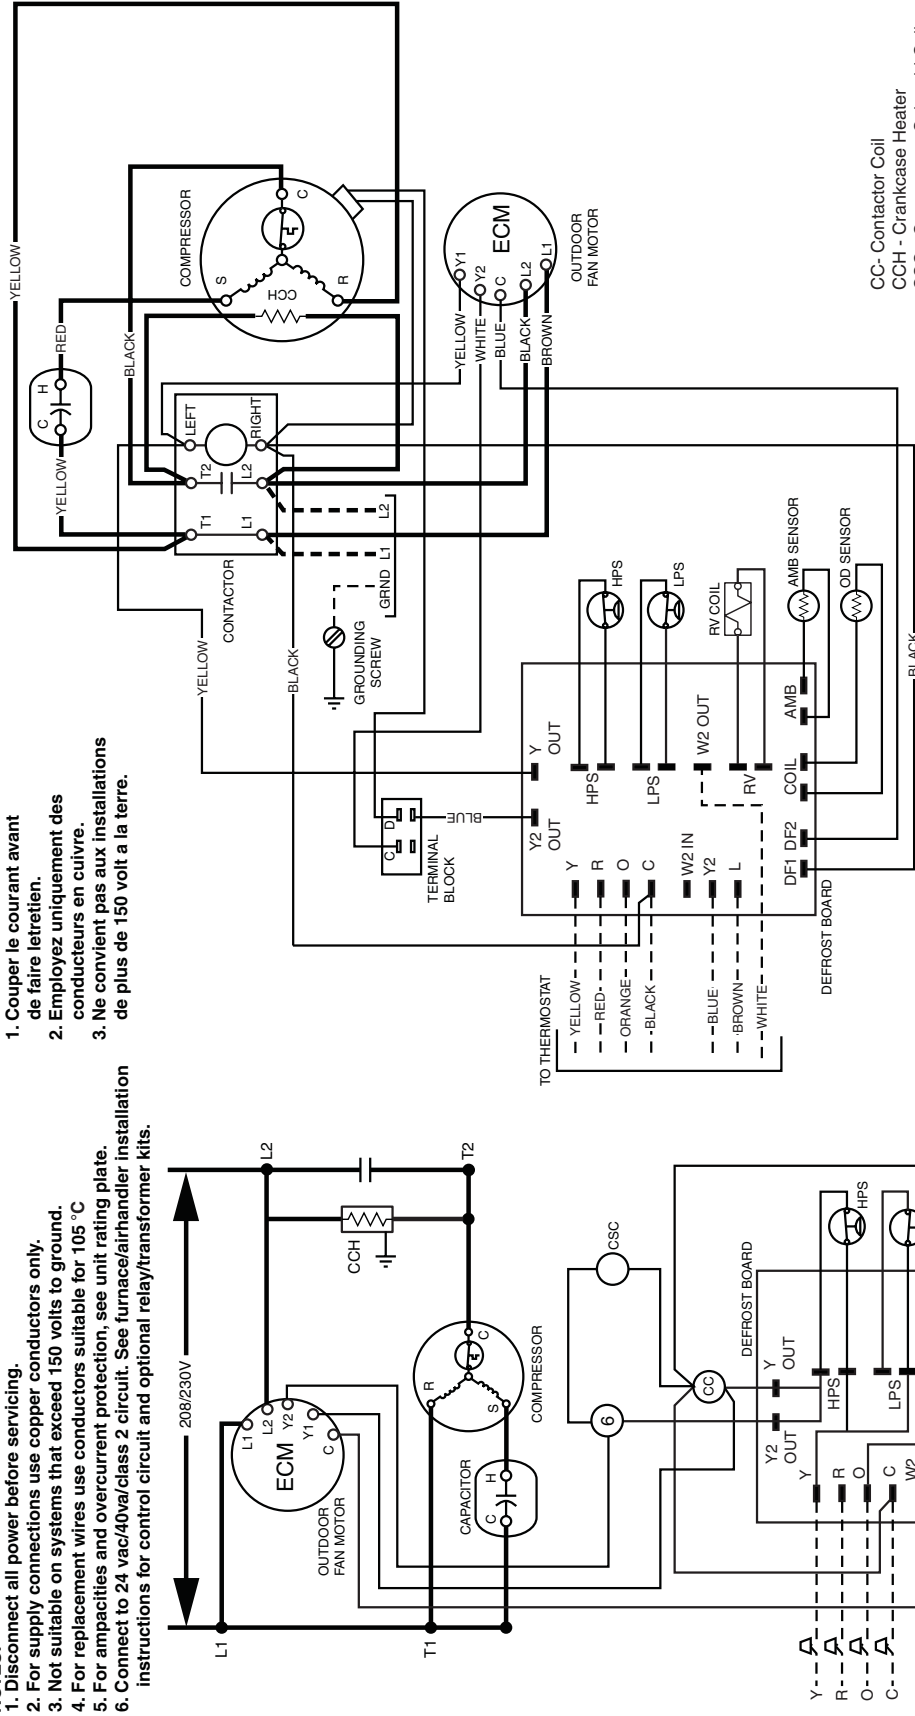 1. Disconnect all power before servicing.
2. For supply connections use copper conductors only.
3. Not suitable on systems that exceed 150 volts to ground.
4. For replacement wires use conductors suitable for 105 °C
5. For ampacities and overcurrent protection, see unit rating plate.
6. Connect to 24 vac/40va/class 2 circuit. See furnace/airhandler installation
instructions for control circuit and optional relay/transformer kits.
1. Couper le courant avant
de faire letretien.
2. Employez uniquement des
conducteurs en cuivre.
3. Ne convient pas aux installations
de plus de 150 volt a la terre.
208/230V
L1
L2
L1
L2
Y2
Y1
C
ECM
OUTDOOR
FAN MOTOR
CCH
T1
T2
R
S
C
COMPRESSOR
CAPACITOR
C
H
6
CSC
CC
DEFROST BOARD
Y2
OUT
Y
OUT
HPS
HPS
LPS
Y
R
O
C
W2
Y
R
O
C
YELLOW
C
H
YELLOW
RED
BLACK
COMPRESSOR
S
C
R
CCH
LEFT
RIGHT
T2
L2
T1
L1
CONTACTOR
YELLOW
BLACK
GROUNDING
SCREW
GRND
L1
L2
YELLOW
WHITE
BLUE
BLACK
BROWN
Y1
Y2
C
L2
L1
ECM
OUTDOOR
FAN MOTOR
C
D
TERMINAL
BLOCK
BLUE
Y2
OUT
Y
OUT
HPS
HPS
LPS
LPS
W2 OUT
RV
RV COIL
AMB SENSOR
OD SENSOR
Y
R
O
C
W2 IN
Y2
L
DF1
DF2
COIL
AMB
DEFROST BOARD
TO THERMOSTAT
YELLOW
RED
ORANGE
BLACK
BLUE
BROWN
WHITE
BLACK
CC- Contactor Coil
CCH - Crankcase Heater